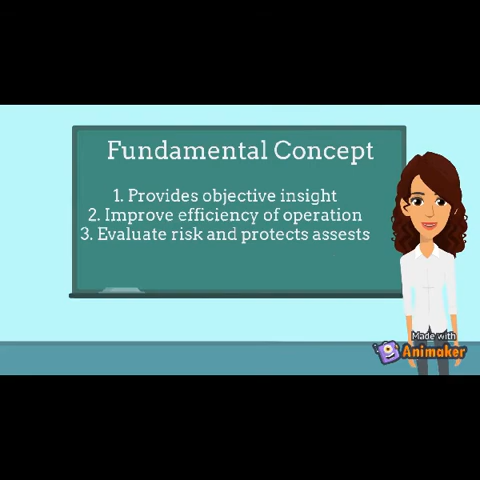 Fundamental Concept
1. Provides objective insight
2. Improve efficiency of operation
3. Evaluate risk and protects assests
Made with
Animaker